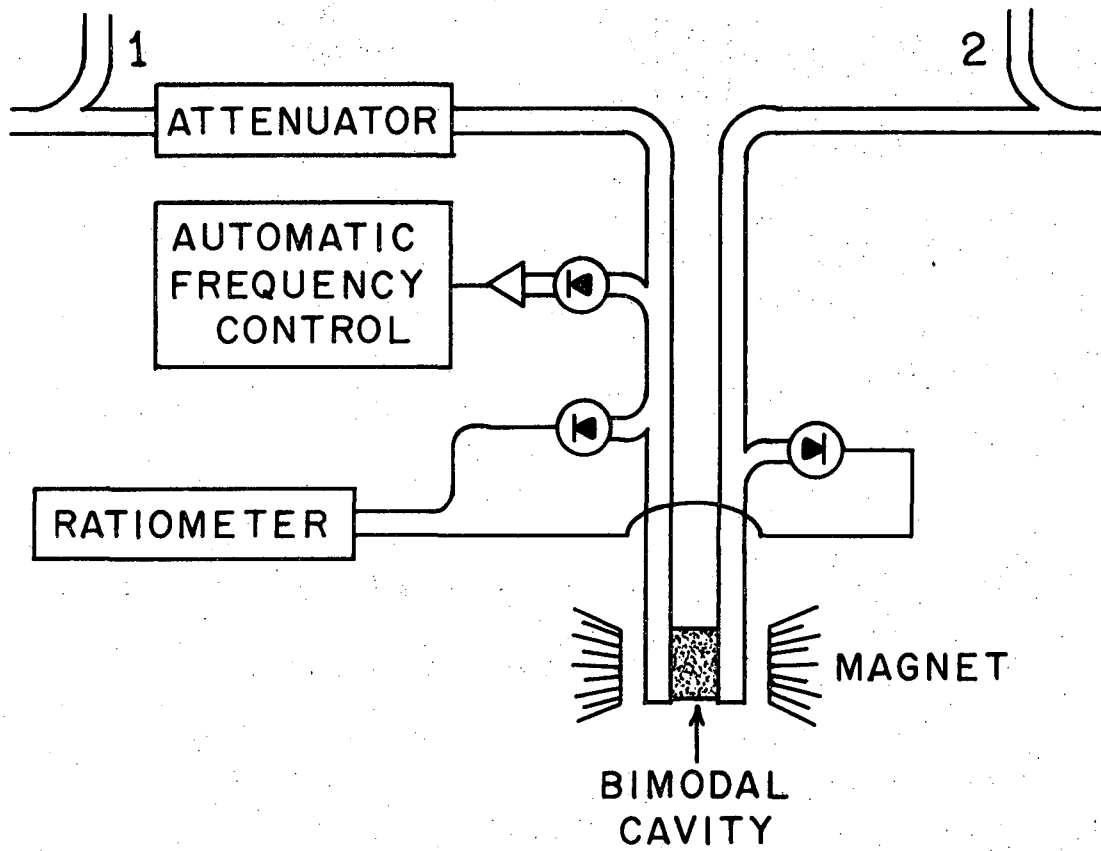 1
2
ATTENUATOR
AUTOMATIC
FREQUENCY
CONTROL
RATIOMETER
MAGNET
BIMODAL
CAVITY